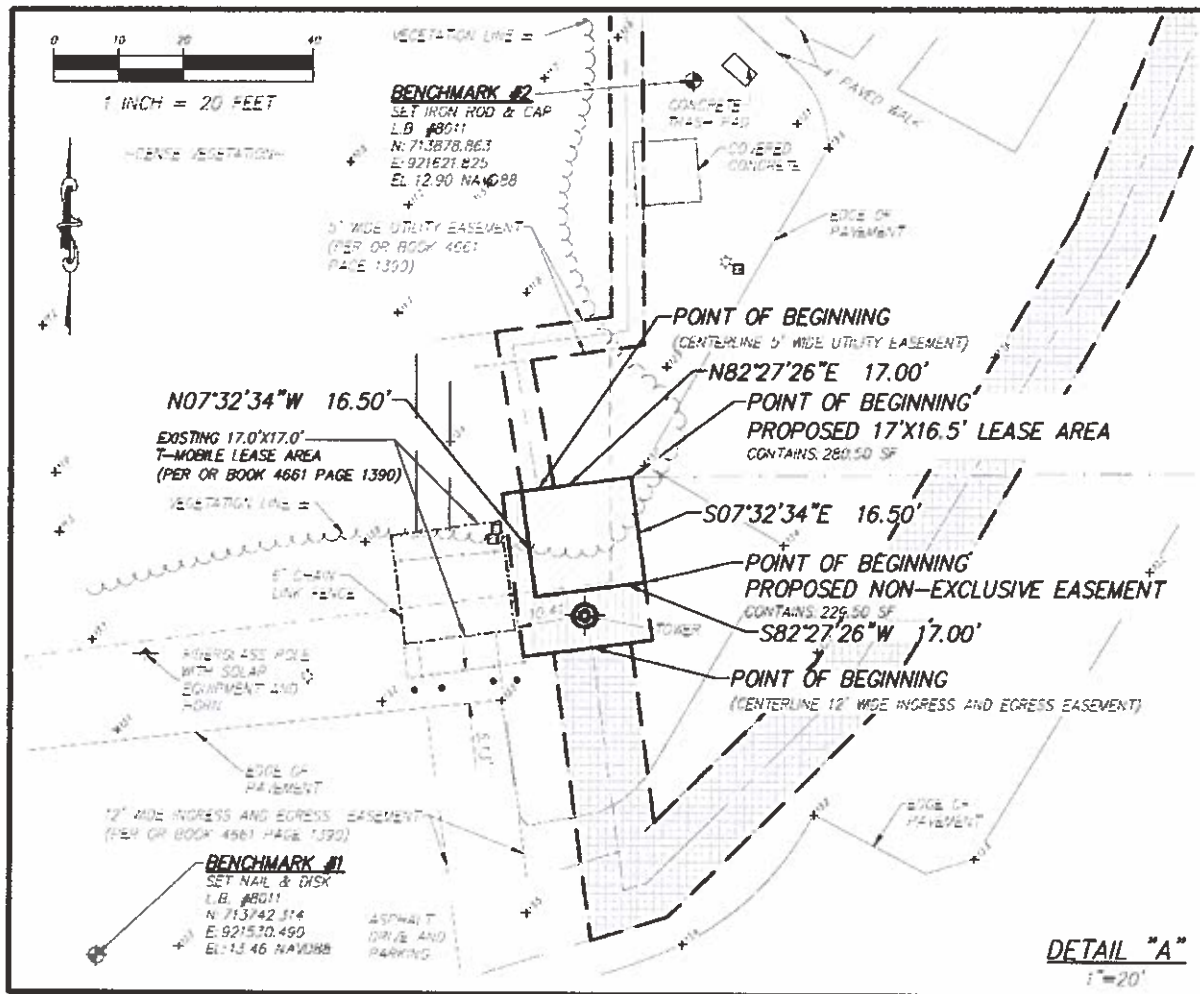 0 10 20 40
1 INCH = 20 FEET
VEGETATION LINE
BENCHMARK #2
SET IRON ROD & CAP
L.B. #8011
N: 713878.863
E: 921621.825
EL: 12.90 NAVD88
CONCRETE
TRASH PAD
4' PAVED WALK
COVERED
CONCRETE
EDGE OF
PAVEMENT
DENSE VEGETATION
5' WIDE UTILITY EASEMENT
(PER OR BOOK 4661
PAGE 1390)
POINT OF BEGINNING
(CENTERLINE 5' WIDE UTILITY EASEMENT)
N82°27'26"E 17.00'
POINT OF BEGINNING
PROPOSED 17'X16.5' LEASE AREA
CONTAINS: 280.50 SF
N07°32'34"W 16.50'
EXISTING 17.0'X17.0'
T-MOBILE LEASE AREA
(PER OR BOOK 4661 PAGE 1390)
VEGETATION LINE
S07°32'34"E 16.50'
POINT OF BEGINNING
PROPOSED NON-EXCLUSIVE EASEMENT
CONTAINS: 229.50 SF
S82°27'26"W 17.00'
CHAIN
LINK FENCE
TOWER
FIBERGLASS POLE
WITH SOLAR
EQUIPMENT AND
HORN
POINT OF BEGINNING
(CENTERLINE 12' WIDE INGRESS AND EGRESS EASEMENT)
EDGE OF
PAVEMENT
12' WIDE INGRESS AND EGRESS EASEMENT
(PER OR BOOK 4661 PAGE 1390)
EDGE OF
PAVEMENT
BENCHMARK #1
SET NAIL & DISK
L.B. #8011
N: 713742.314
E: 921530.490
EL: 13.46 NAVD88
ASPHALT
DRIVE AND
PARKING
DETAIL "A"
1"=20'